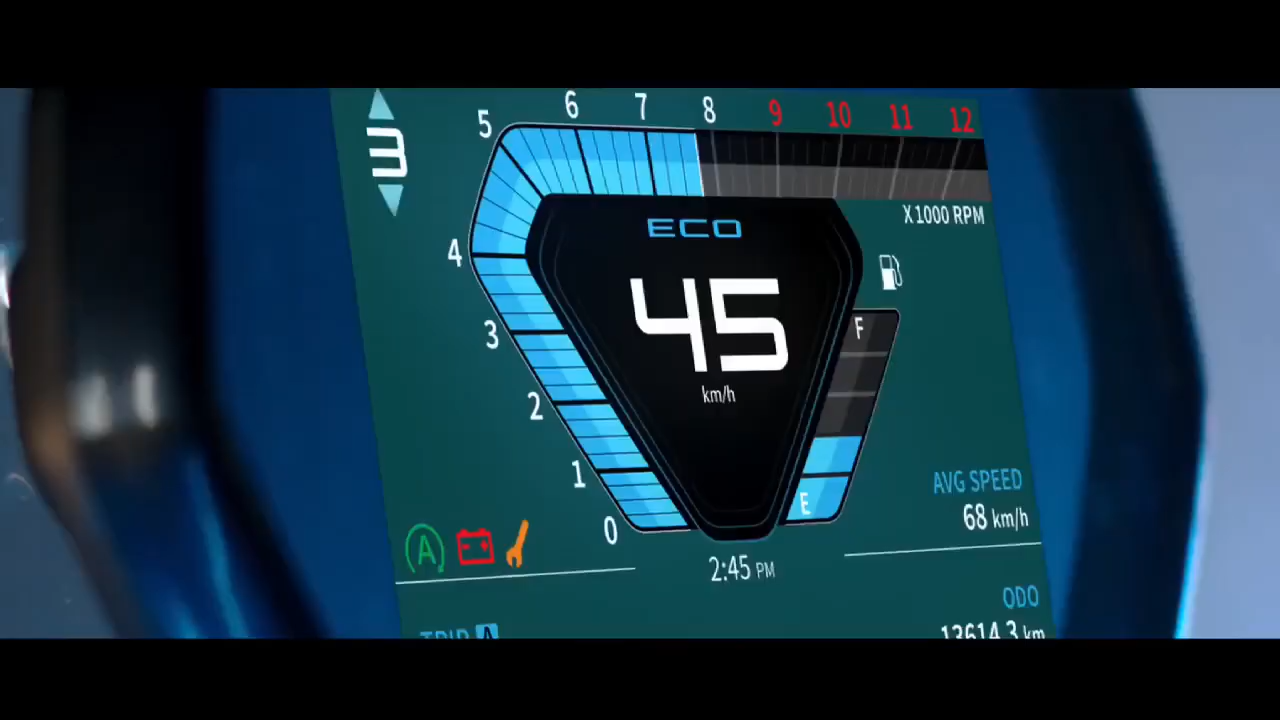 5 6 7 8 9 10 11 12
3
X1000 RPM
ECO
4
45
km/h
3
F
2
1
E
0
A
AVG SPEED
68 km/h
2:45 PM
ODO
13614.3 km
TRIP A